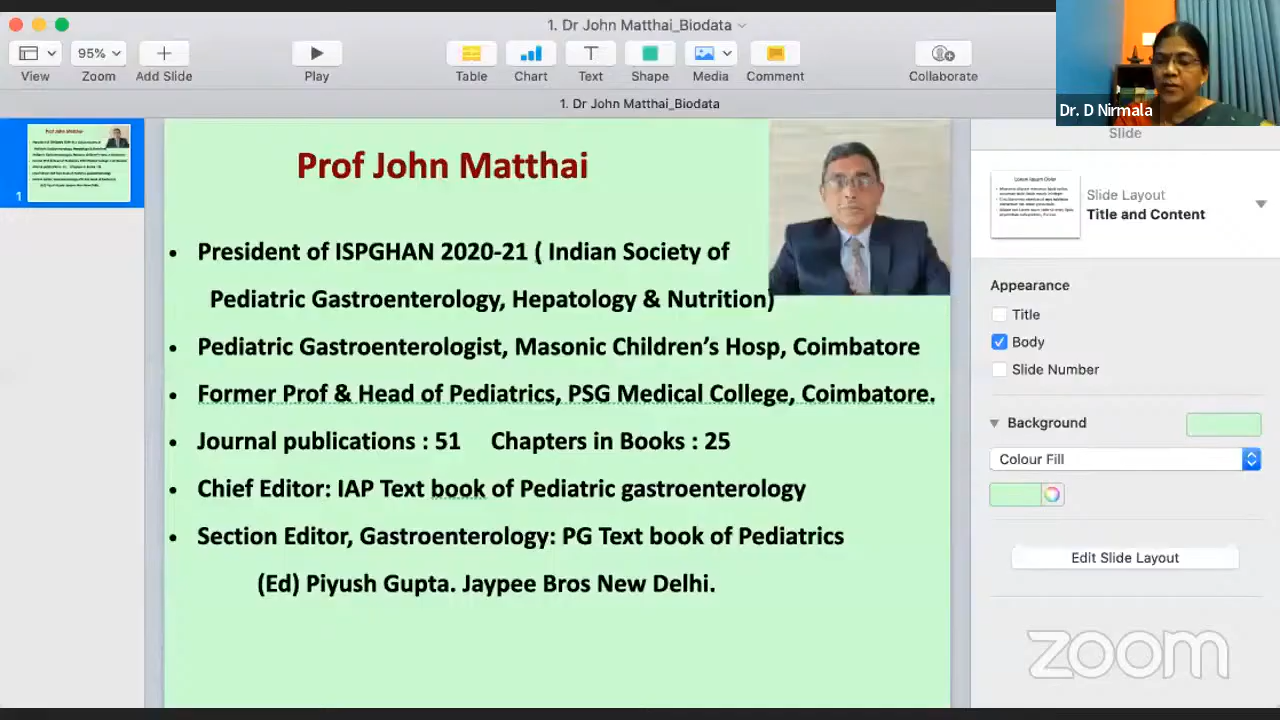 1. Dr John Matthai_Biodata
95%
View
Zoom
Add Slide
Play
Table
Chart
Text
Shape
Media
Comment
Collaborate
1. Dr John Matthai_Biodata
Dr. D Nirmala
1
Prof John Matthai
• President of ISPGHAN 2020-21 ( Indian Society of
Pediatric Gastroenterology, Hepatology & Nutrition)
• Pediatric Gastroenterologist, Masonic Children’s Hosp, Coimbatore
• Former Prof & Head of Pediatrics, PSG Medical College, Coimbatore.
• Journal publications : 51 Chapters in Books : 25
• Chief Editor: IAP Text book of Pediatric gastroenterology
• Section Editor, Gastroenterology: PG Text book of Pediatrics
(Ed) Piyush Gupta. Jaypee Bros New Delhi.
Slide
Slide Layout
Title and Content
Appearance
Title
Body
Slide Number
Background
Colour Fill
Edit Slide Layout
zoom